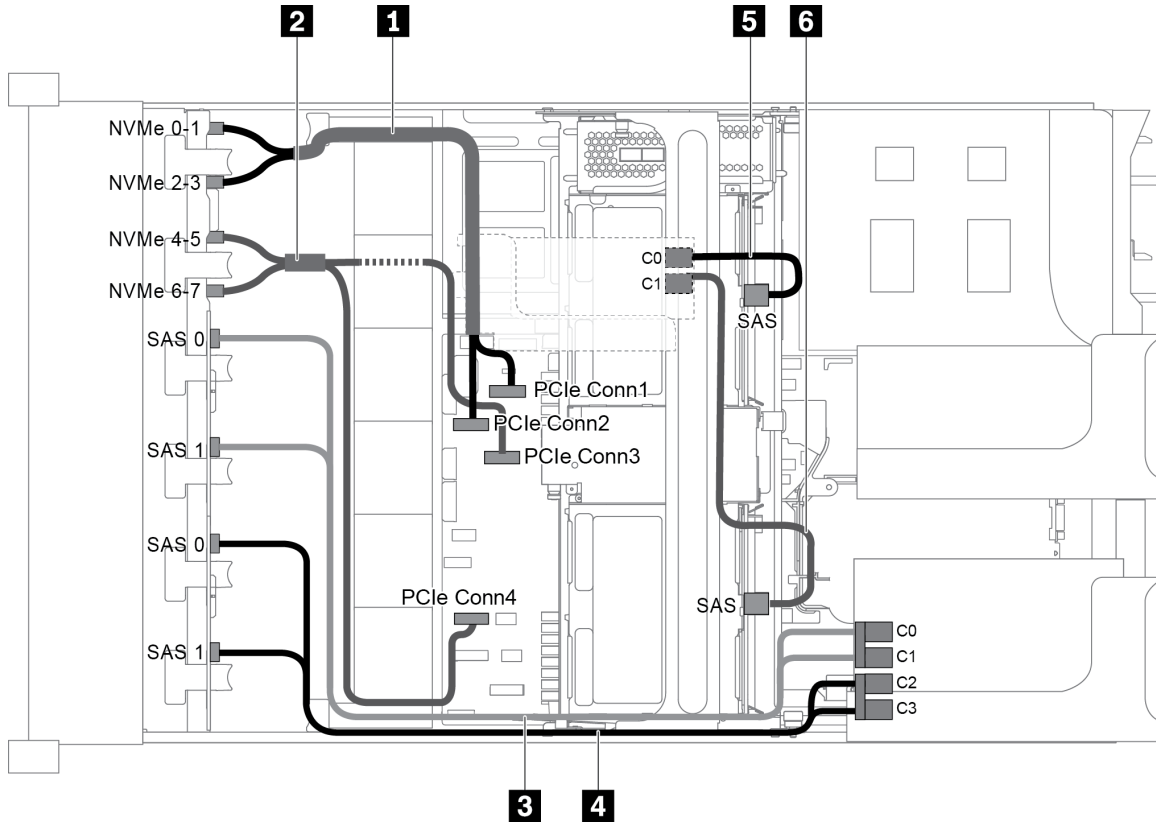 2
1
5
6
NVMe 0-1
NVMe 2-3
NVMe 4-5
NVMe 6-7
C0
C1
SAS
SAS 0
PCIe Conn1
PCIe Conn2
SAS 1
PCIe Conn3
SAS 0
PCIe Conn4
SAS
SAS 1
C0
C1
C2
C3
3
4